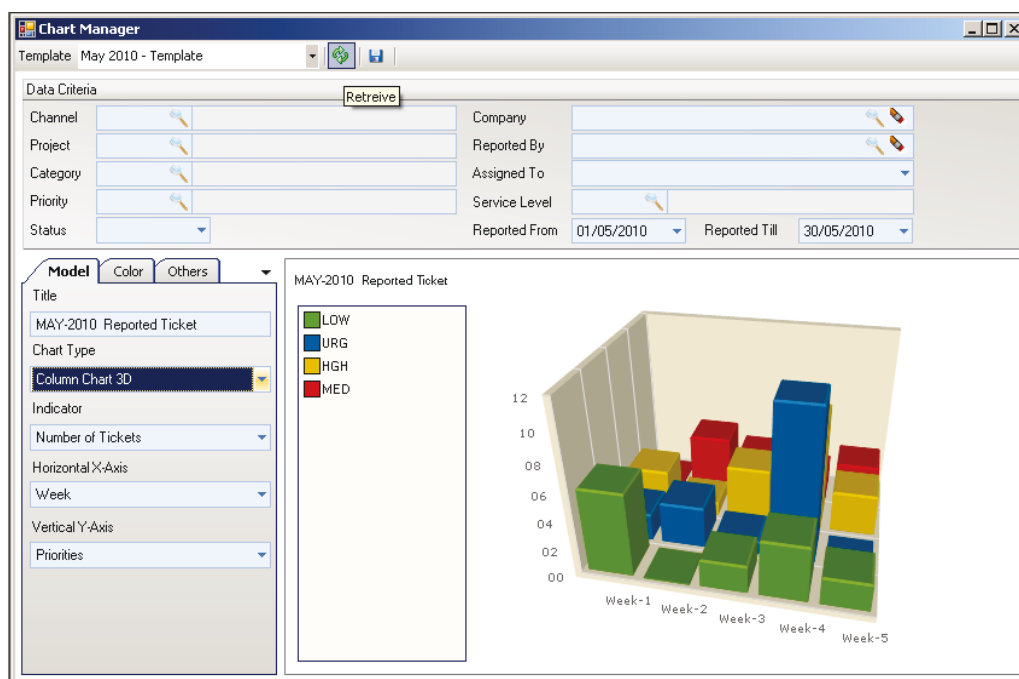 Chart Manager
Template May 2010 - Template
Retreive
Data Criteria
Channel
Company
Project
Reported By
Category
Assigned To
Priority
Service Level
Status
Reported From 01/05/2010 Reported Till 30/05/2010
Model Color Others
Title
MAY-2010 Reported Ticket
Chart Type
Column Chart 3D
Indicator
Number of Tickets
Horizontal X-Axis
Week
Vertical Y-Axis
Priorities
MAY-2010 Reported Ticket
LOW
URG
HGH
MED
12
10
08
06
04
02
00
Week-1
Week-2
Week-3
Week-4
Week-5